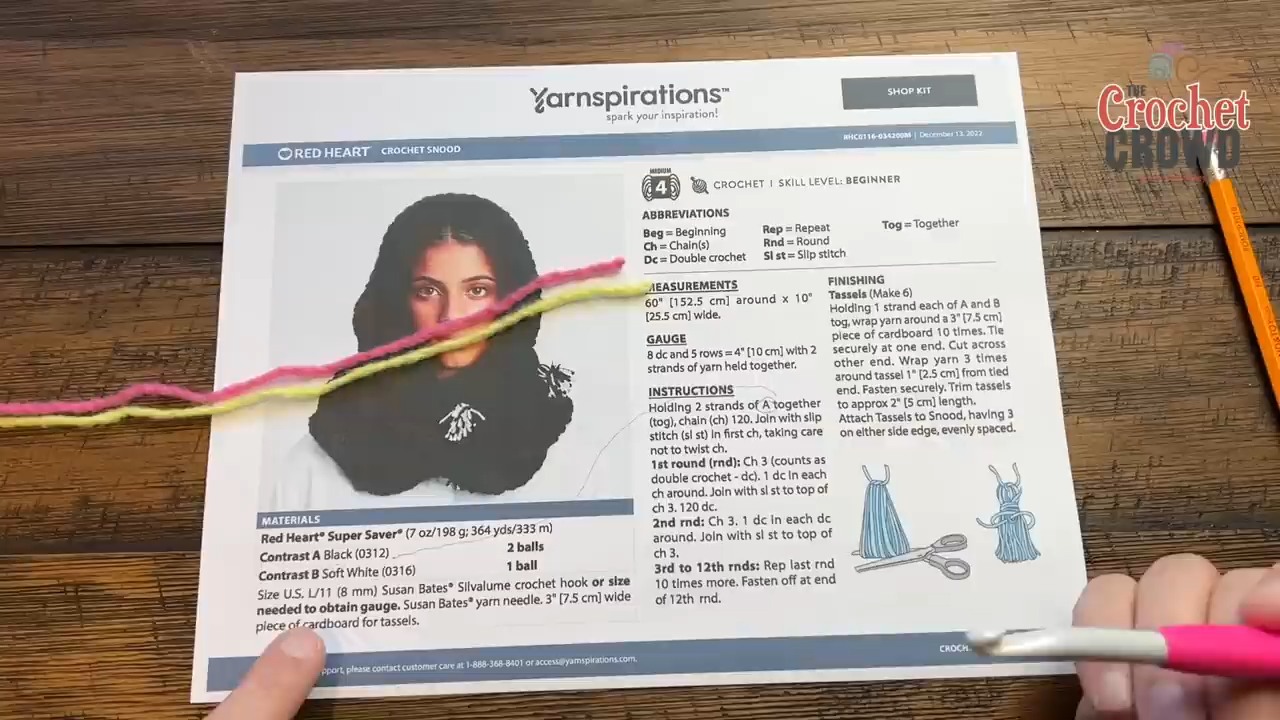 Yarnspirations™
spark your inspiration!
SHOP KIT
THE
Crochet
CROWD
RED HEART® CROCHET SNOOD
RHC0116-034200M | December 13, 2022
MEDIUM
4
CROCHET | SKILL LEVEL: BEGINNER
ABBREVIATIONS
Beg = Beginning
Ch = Chain(s)
Dc = Double crochet
Rep = Repeat
Rnd = Round
Sl st = Slip stitch
Tog = Together
MEASUREMENTS
60" [152.5 cm] around x 10"
[25.5 cm] wide.
GAUGE
8 dc and 5 rows = 4" [10 cm] with 2
strands of yarn held together.
INSTRUCTIONS
Holding 2 strands of A together
(tog), chain (ch) 120. Join with slip
stitch (sl st) in first ch, taking care
not to twist ch.
1st round (rnd): Ch 3 (counts as
double crochet - dc). 1 dc in each
ch around. Join with sl st to top of
ch 3. 120 dc.
2nd rnd: Ch 3. 1 dc in each dc
around. Join with sl st to top of
ch 3.
3rd to 12th rnds: Rep last rnd
10 times more. Fasten off at end
of 12th rnd.
FINISHING
Tassels (Make 6)
Holding 1 strand each of A and B
tog, wrap yarn around a 3" [7.5 cm]
piece of cardboard 10 times. Tie
securely at one end. Cut across
other end. Wrap yarn 3 times
around tassel 1" [2.5 cm] from tied
end. Fasten securely. Trim tassels
to approx 2" [5 cm] length.
Attach Tassels to Snood, having 3
on either side edge, evenly spaced.
MATERIALS
Red Heart® Super Saver® (7 oz/198 g; 364 yds/333 m)
Contrast A Black (0312) 2 balls
Contrast B Soft White (0316) 1 ball
Size U.S. L/11 (8 mm) Susan Bates® Silvalume crochet hook or size
needed to obtain gauge. Susan Bates® yarn needle. 3" [7.5 cm] wide
piece of cardboard for tassels.
please contact customer care at 1-888-368-8401 or access@yarnspirations.com.